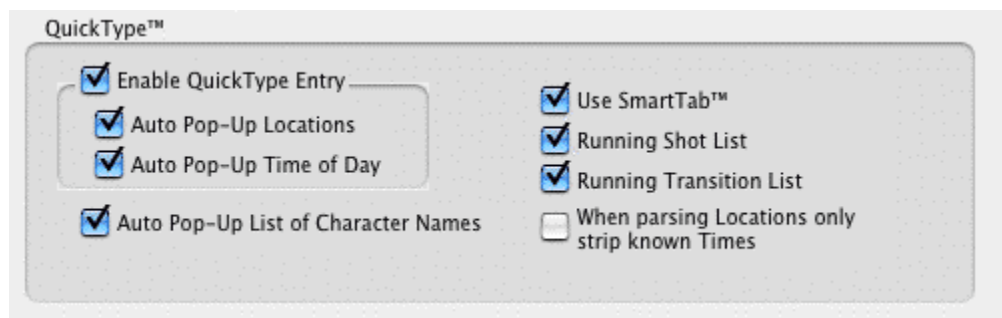 QuickType™
Enable QuickType Entry
Auto Pop-Up Locations
Auto Pop-Up Time of Day
Auto Pop-Up List of Character Names
Use SmartTab™
Running Shot List
Running Transition List
When parsing Locations only
strip known Times